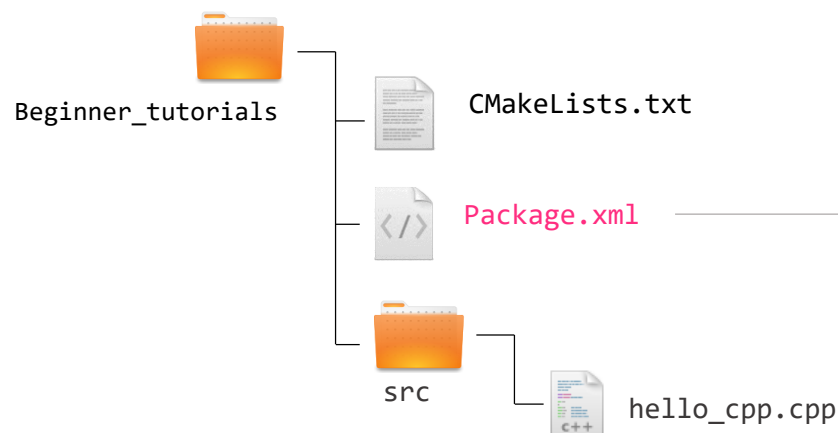 Beginner_tutorials
CMakeLists.txt
Package.xml
</>
src
hello_cpp.cpp
c++